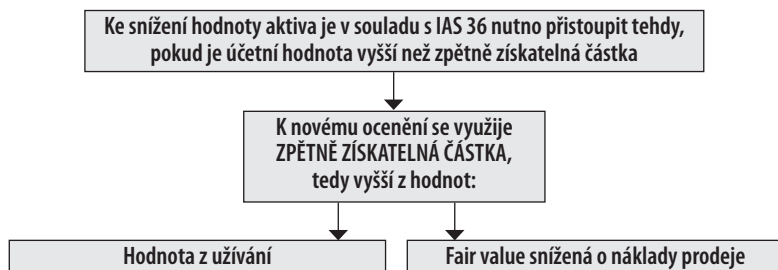 Ke snížení hodnoty aktiva je v souladu s IAS 36 nutno přistoupit tehdy,
pokud je účetní hodnota vyšší než zpětně získatelná částka
K novému ocenění se využije
ZPĚTNĚ ZÍSKATELNÁ ČÁSTKA,
tedy vyšší z hodnot:
Hodnota z užívání
Fair value snížená o náklady prodeje